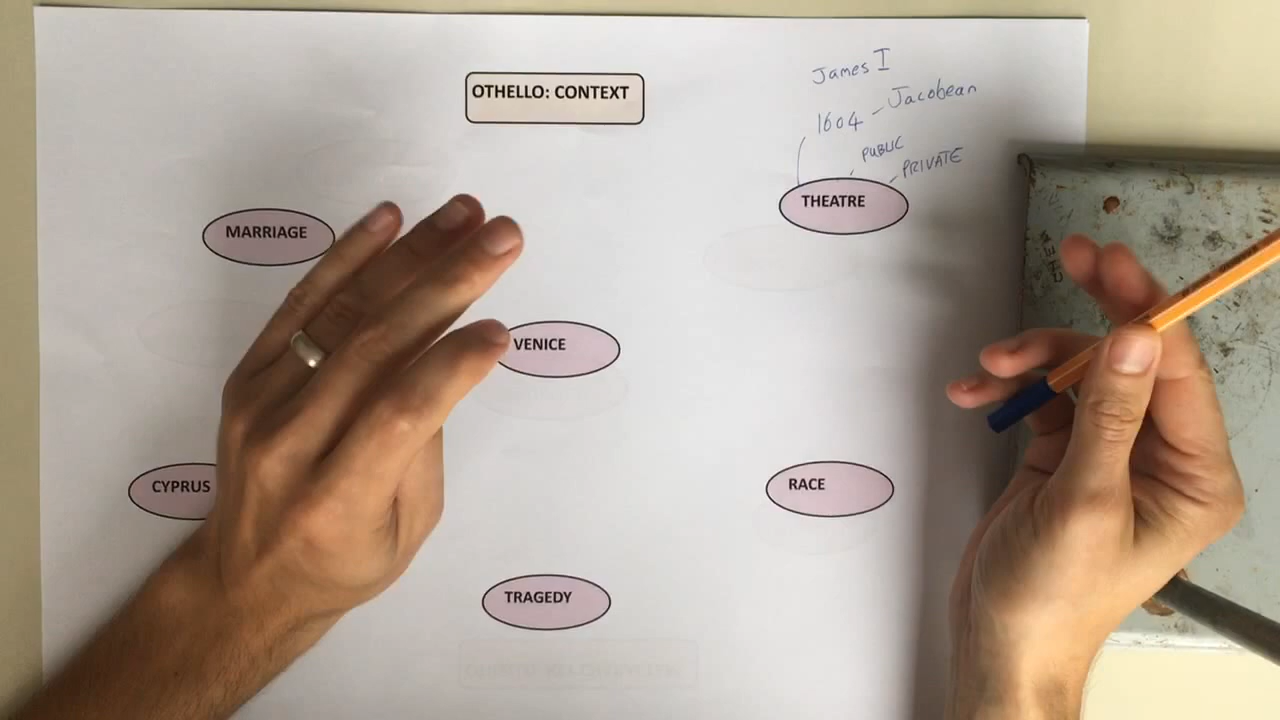 OTHELLO: CONTEXT
James I
1604 - Jacobean
PUBLIC
PRIVATE
THEATRE
MARRIAGE
VENICE
CYPRUS
RACE
TRAGEDY